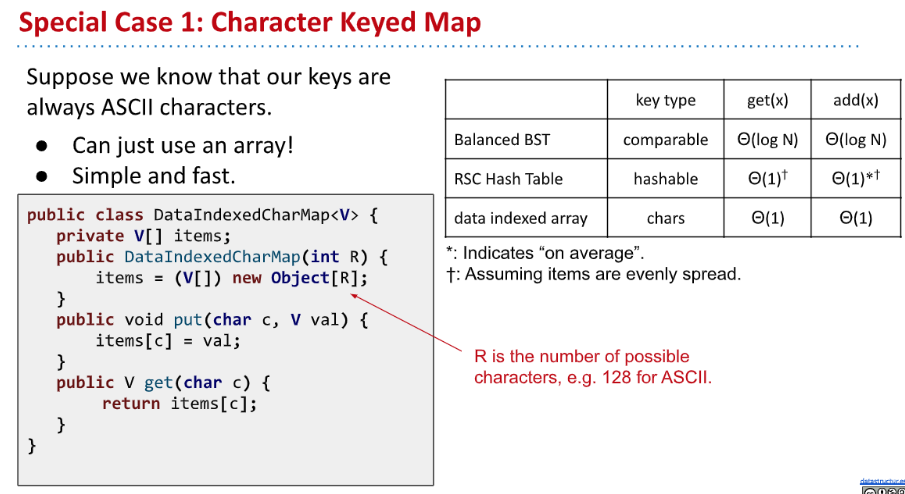 Special Case 1: Character Keyed Map
Suppose we know that our keys are
always ASCII characters.
● Can just use an array!
● Simple and fast.
public class DataIndexedCharMap<V> {
private V[] items;
public DataIndexedCharMap(int R) {
items = (V[]) new Object[R];
}
public void put(char c, V val) {
items[c] = val;
}
public V get(char c) {
return items[c];
}
}
key type get(x) add(x)
Balanced BST comparable Θ(log N) Θ(log N)
RSC Hash Table hashable Θ(1)† Θ(1)*†
data indexed array chars Θ(1) Θ(1)
*: Indicates “on average”.
†: Assuming items are evenly spread.
R is the number of possible
characters, e.g. 128 for ASCII.